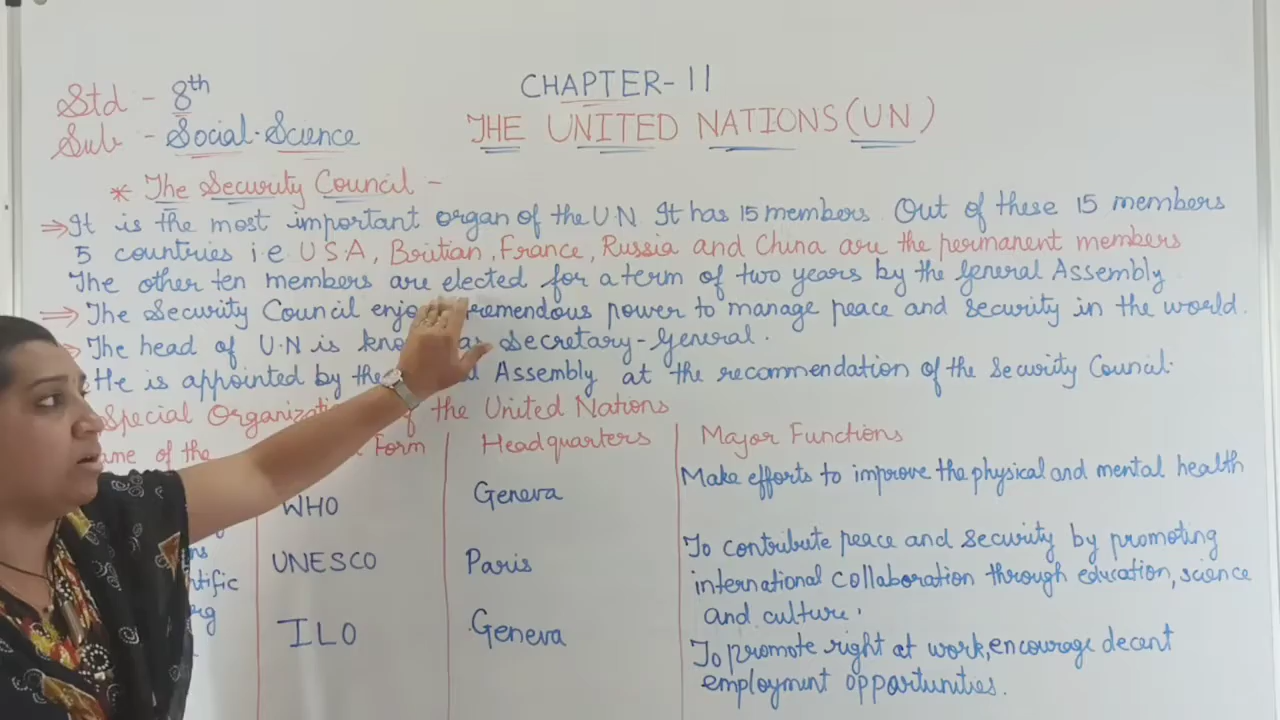 Std - 8th
Sub - Social-Science
CHAPTER-11
THE UNITED NATIONS (UN)
* The Security Council -
⇒ It is the most important organ of the U.N It has 15 members. Out of these 15 members
5 countries i.e U.S.A, Boitian, France, Russia and China are the permanent members
The other ten members are elected for a term of two years by the General Assembly
⇒ The Security Council tremendous power to manage peace and security in the world.
The head of U.N is as Secretary-General.
He is appointed by the Assembly at the recommendation of the Security Council.
Special of the United Nations
of the Form Headquarters Major Functions
WHO Geneva Make efforts to improve the physical and mental health
UNESCO Paris To contribute peace and security by promoting
international collaboration through education, science
and culture.
ILO Geneva To promote right at work, encourage decent
employment opportunities.